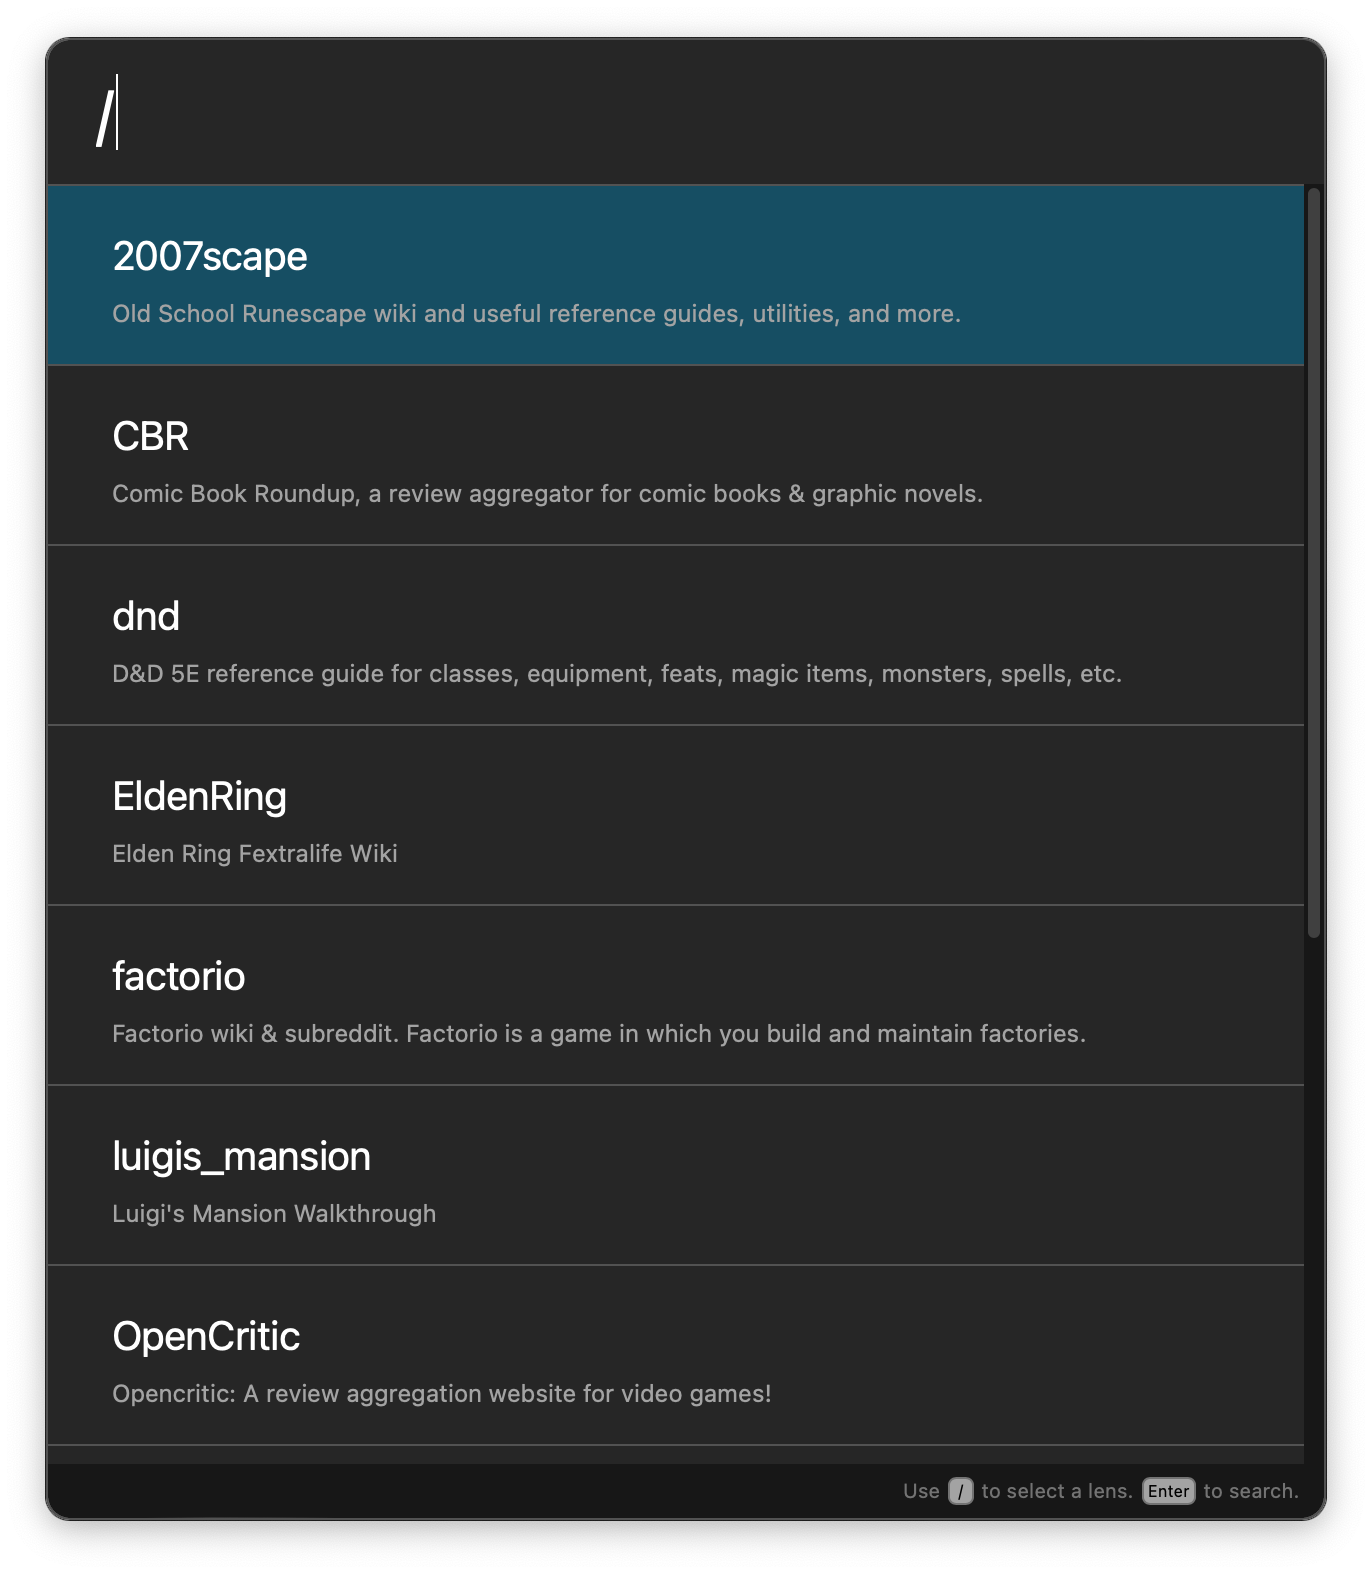 /
2007scape
Old School Runescape wiki and useful reference guides, utilities, and more.
CBR
Comic Book Roundup, a review aggregator for comic books & graphic novels.
dnd
D&D 5E reference guide for classes, equipment, feats, magic items, monsters, spells, etc.
EldenRing
Elden Ring Fextralife Wiki
factorio
Factorio wiki & subreddit. Factorio is a game in which you build and maintain factories.
luigis_mansion
Luigi's Mansion Walkthrough
OpenCritic
Opencritic: A review aggregation website for video games!
Use / to select a lens. Enter to search.